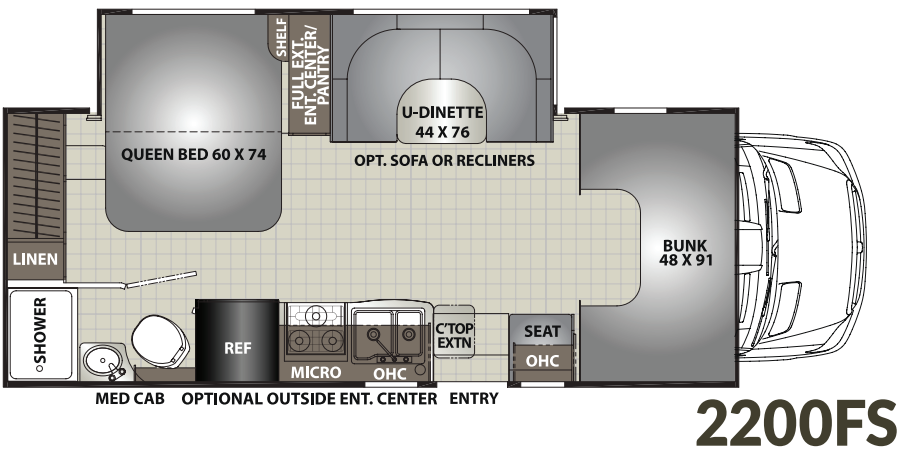 SHELF
FULL EXT.
ENT. CENTER/
PANTRY
U-DINETTE
44 X 76
QUEEN BED 60 X 74
OPT. SOFA OR RECLINERS
BUNK
48 X 91
LINEN
SHOWER
REF
C'TOP
EXTN
SEAT
OHC
MICRO
OHC
MED CAB
OPTIONAL OUTSIDE ENT. CENTER
ENTRY
2200FS